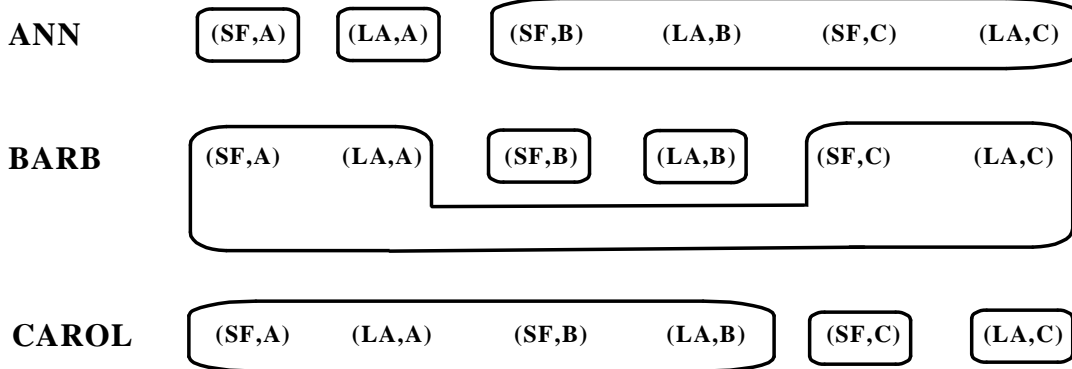 ANN (SF,A) (LA,A) (SF,B) (LA,B) (SF,C) (LA,C)
BARB (SF,A) (LA,A) (SF,B) (LA,B) (SF,C) (LA,C)
CAROL (SF,A) (LA,A) (SF,B) (LA,B) (SF,C) (LA,C)